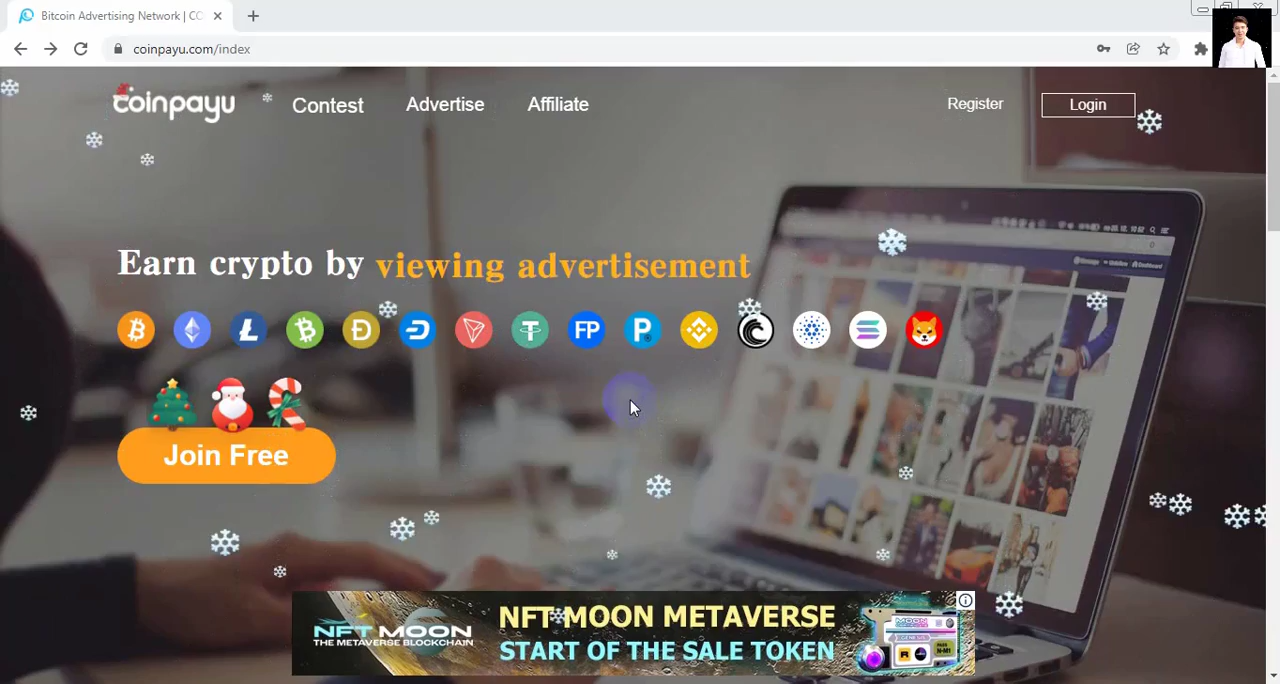 Bitcoin Advertising Network | CO
coinpayu.com/index
coinpayu
Contest
Advertise
Affiliate
Register
Login
Earn crypto by viewing advertisement
FP
Join Free
NFT MOON
THE METAVERSE BLOCKCHAIN
NFT MOON METAVERSE
START OF THE SALE TOKEN